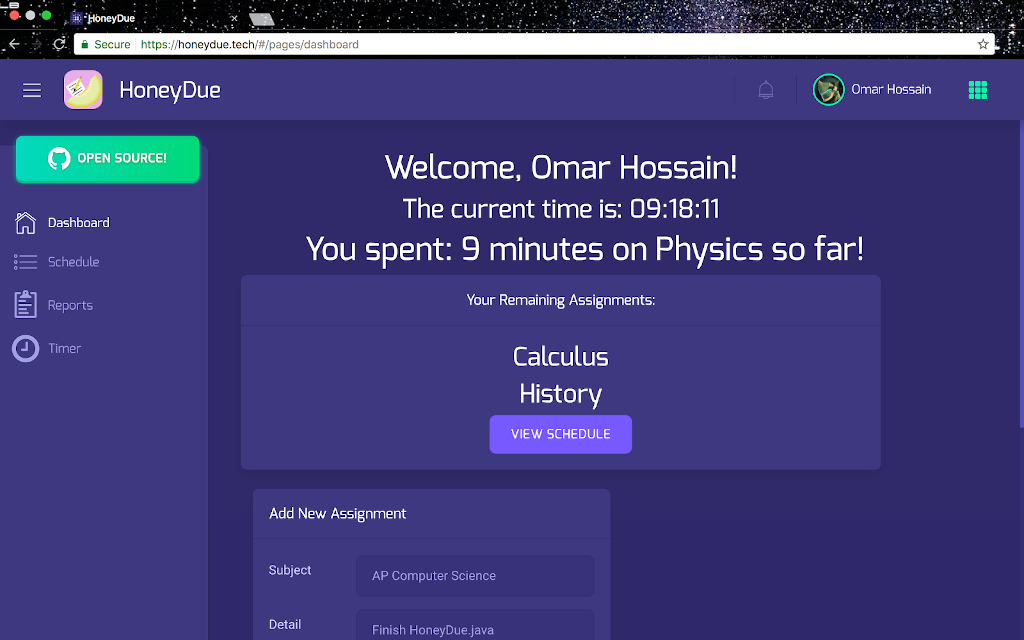 HoneyDue
Secure https://honeydue.tech/#/pages/dashboard
HoneyDue
Omar Hossain
OPEN SOURCE!
Dashboard
Schedule
Reports
Timer
Welcome, Omar Hossain!
The current time is: 09:18:11
You spent: 9 minutes on Physics so far!
Your Remaining Assignments:
Calculus
History
VIEW SCHEDULE
Add New Assignment
Subject
AP Computer Science
Detail
Finish HoneyDue.java